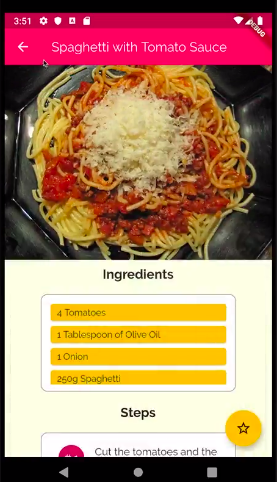 3:51
DEBUG
Spaghetti with Tomato Sauce
Ingredients
4 Tomatoes
1 Tablespoon of Olive Oil
1 Onion
250g Spaghetti
Steps
Cut the tomatoes and the